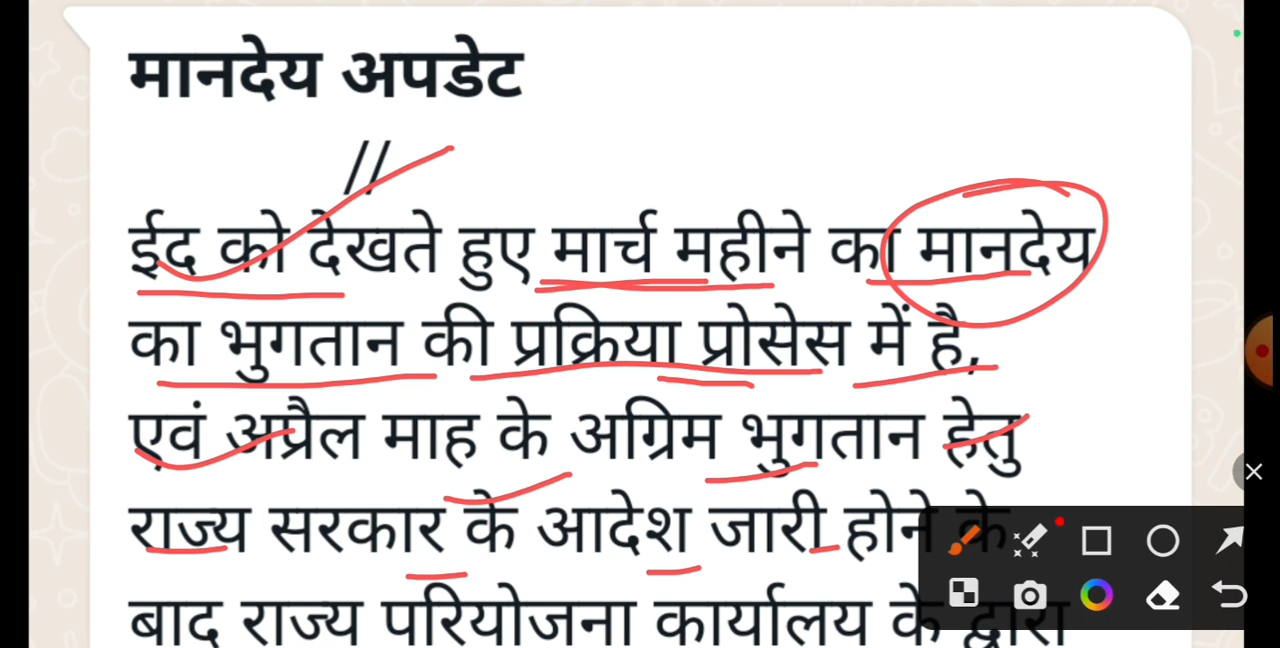 मानदेय अपडेट
//
ईद को देखते हुए मार्च महीने का मानदेय
का भुगतान की प्रक्रिया प्रोसेस में है,
एवं अप्रैल माह के अग्रिम भुगतान हेतु
राज्य सरकार के आदेश जारी होने के
बाद राज्य परियोजना कार्यालय के द्वारा